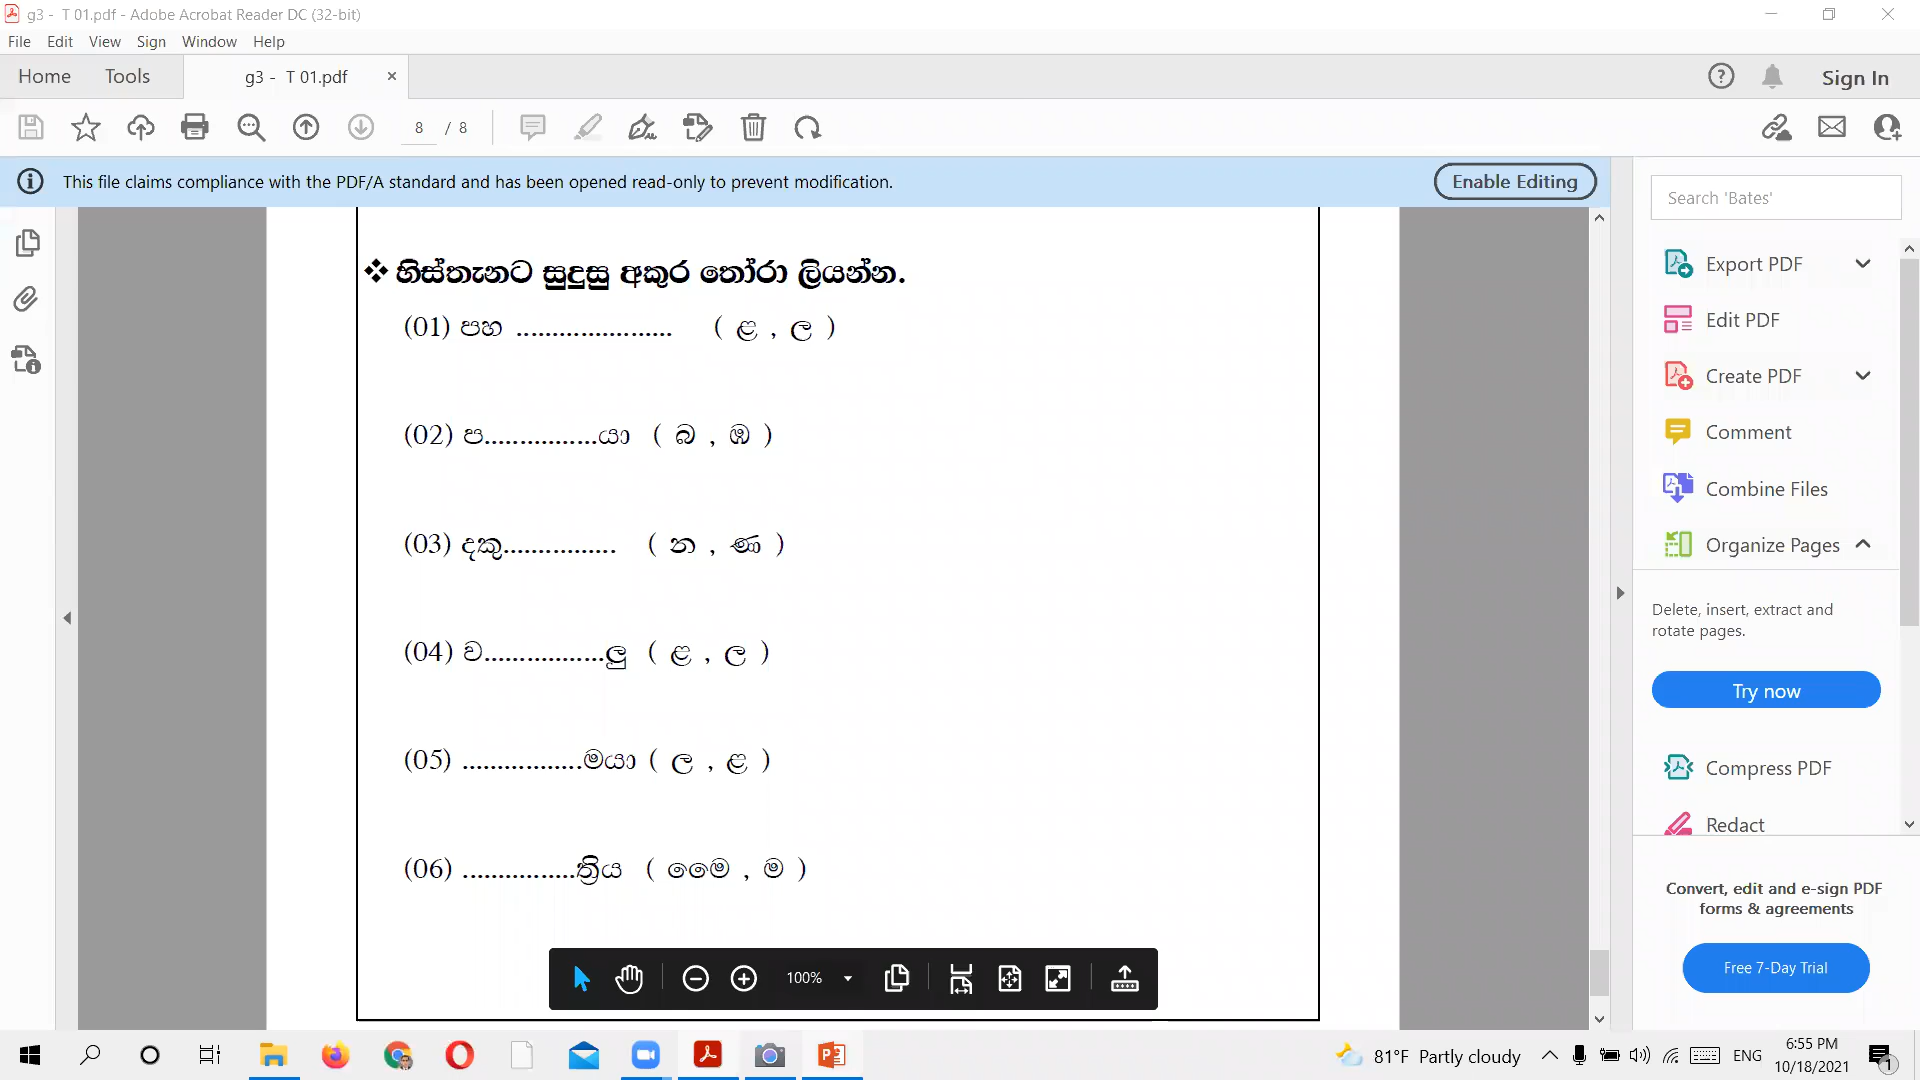 g3 - T 01.pdf - Adobe Acrobat Reader DC (32-bit)
File Edit View Sign Window Help
Home Tools g3 - T 01.pdf × Sign In
8 / 8
This file claims compliance with the PDF/A standard and has been opened read-only to prevent modification. Enable Editing
❖ හිස්තැනට සුදුසු අකුර තෝරා ලියන්න.
(01) පහ ...................... ( ළ , ල )
(02) ප................යා ( බ , ඹ )
(03) දකු................ ( න , ණ )
(04) ව.................ලු ( ළ , ල )
(05) .................මයා ( ල , ළ )
(06) ................ත්‍රිය ( මෛ , ම )
100%
Search 'Bates'
Export PDF
Edit PDF
Create PDF
Comment
Combine Files
Organize Pages
Delete, insert, extract and
rotate pages.
Try now
Compress PDF
Redact
Convert, edit and e-sign PDF
forms & agreements
Free 7-Day Trial
81°F Partly cloudy ENG 6:55 PM
10/18/2021
1